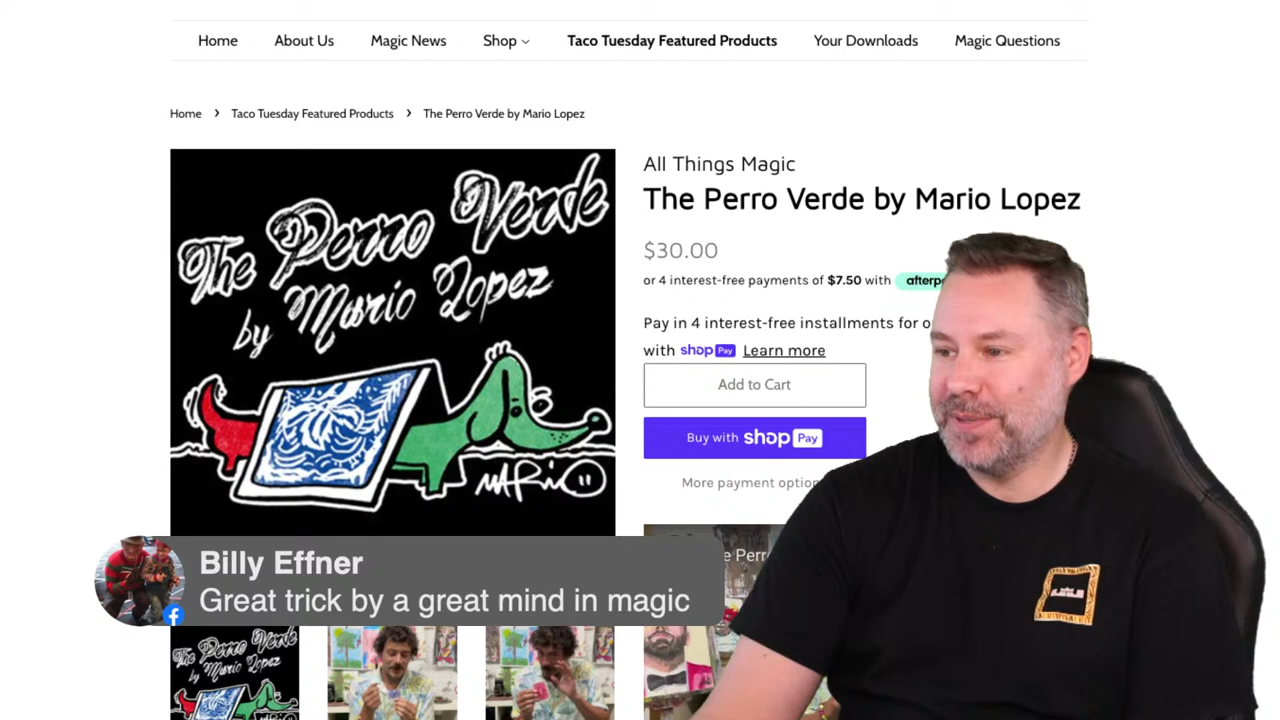 Home
About Us
Magic News
Shop
Taco Tuesday Featured Products
Your Downloads
Magic Questions
Home › Taco Tuesday Featured Products › The Perro Verde by Mario Lopez
The Perro Verde
by Mario Lopez
MARIO
All Things Magic
The Perro Verde by Mario Lopez
$30.00
or 4 interest-free payments of $7.50 with
Pay in 4 interest-free installments for
with shop Pay Learn more
Add to Cart
Buy with shop Pay
More payment
Billy Effner
Great trick by a great mind in magic
The Perro Verde
by Mario Lopez